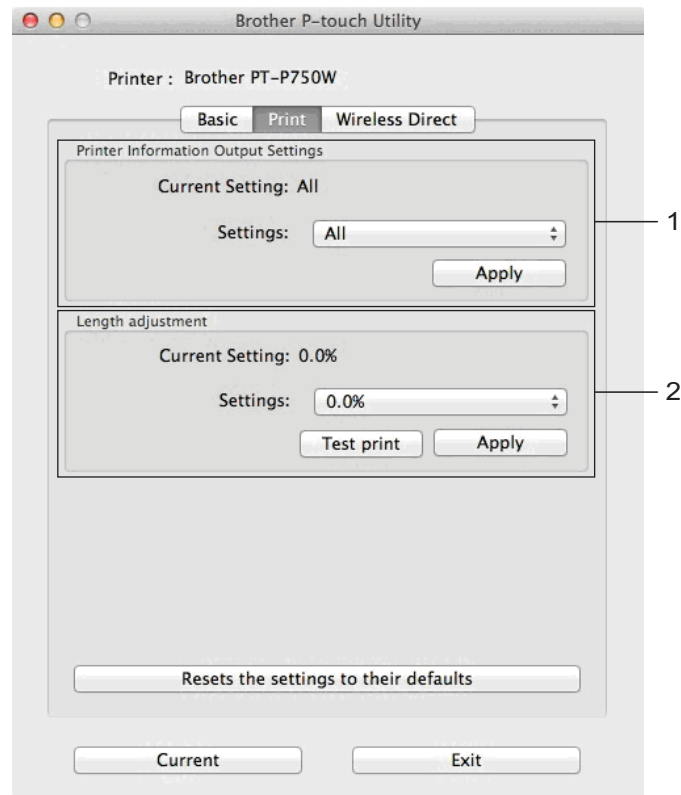 Brother P-touch Utility
Printer : Brother PT-P750W
Basic Print Wireless Direct
Printer Information Output Settings
Current Setting: All
Settings: All
1
Apply
Length adjustment
Current Setting: 0.0%
Settings: 0.0%
2
Test print Apply
Resets the settings to their defaults
Current Exit